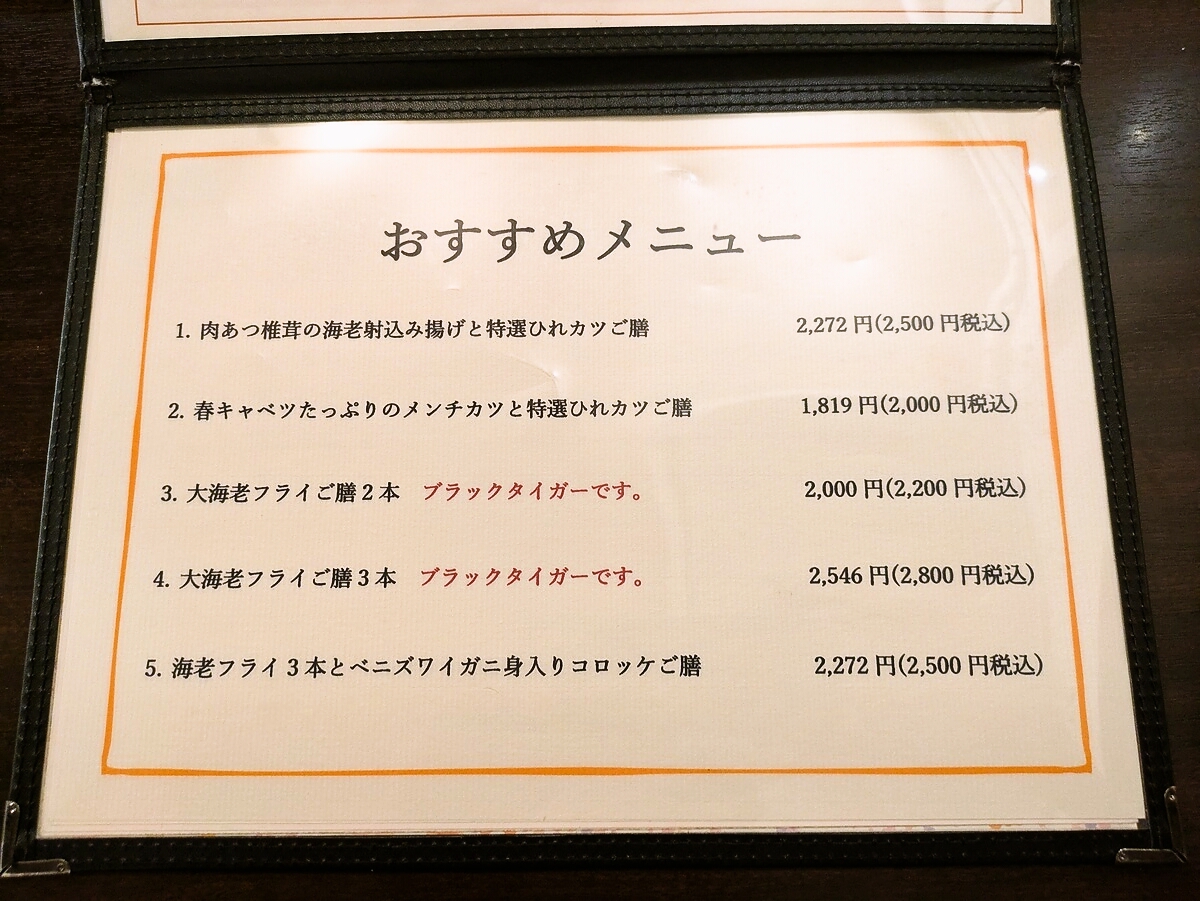 おすすめメニュー
1. 肉あつ椎茸の海老射込み揚げと特選ひれカツご膳 2,272 円(2,500 円税込)
2. 春キャベツたっぷりのメンチカツと特選ひれカツご膳 1,819 円(2,000 円税込)
3. 大海老フライご膳２本 ブラックタイガーです。 2,000 円(2,200 円税込)
4. 大海老フライご膳３本 ブラックタイガーです。 2,546 円(2,800 円税込)
5. 海老フライ３本とベニズワイガニ身入りコロッケご膳 2,272 円(2,500 円税込)